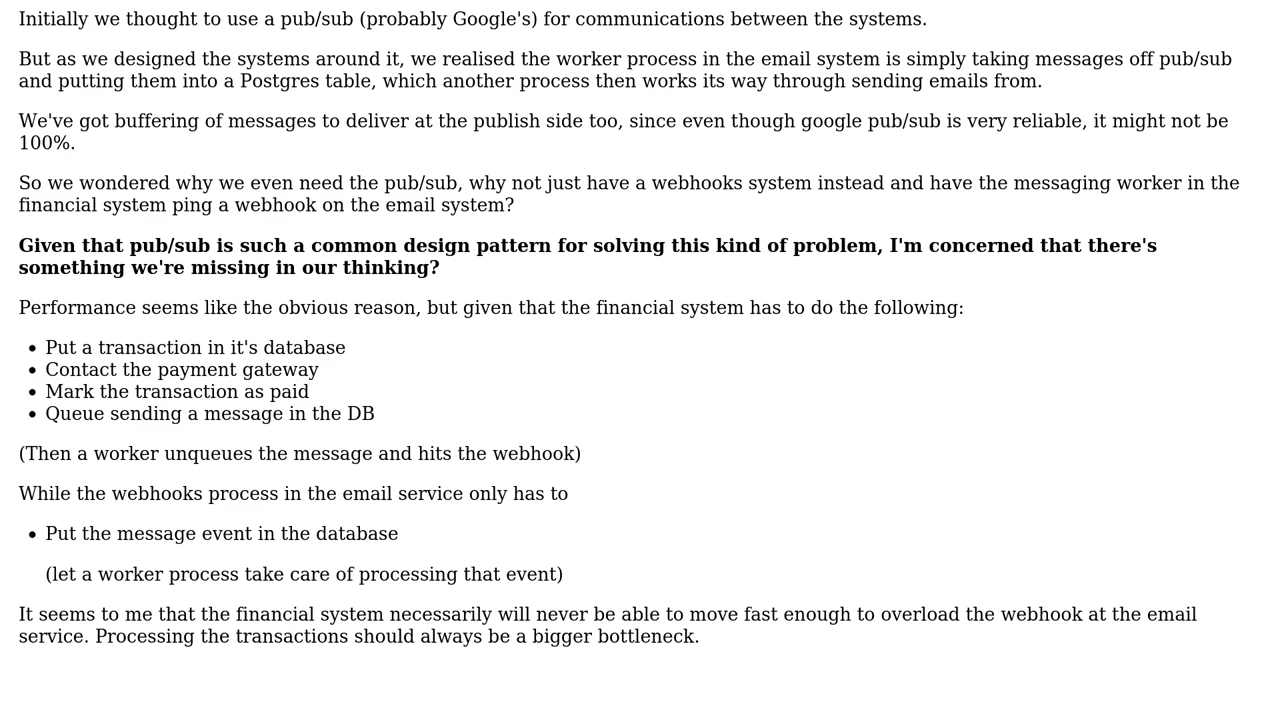 Initially we thought to use a pub/sub (probably Google's) for communications between the systems.
But as we designed the systems around it, we realised the worker process in the email system is simply taking messages off pub/sub
and putting them into a Postgres table, which another process then works its way through sending emails from.
We've got buffering of messages to deliver at the publish side too, since even though google pub/sub is very reliable, it might not be
100%.
So we wondered why we even need the pub/sub, why not just have a webhooks system instead and have the messaging worker in the
financial system ping a webhook on the email system?
Given that pub/sub is such a common design pattern for solving this kind of problem, I'm concerned that there's
something we're missing in our thinking?
Performance seems like the obvious reason, but given that the financial system has to do the following:
• Put a transaction in it's database
• Contact the payment gateway
• Mark the transaction as paid
• Queue sending a message in the DB
(Then a worker unqueues the message and hits the webhook)
While the webhooks process in the email service only has to
• Put the message event in the database
(let a worker process take care of processing that event)
It seems to me that the financial system necessarily will never be able to move fast enough to overload the webhook at the email
service. Processing the transactions should always be a bigger bottleneck.